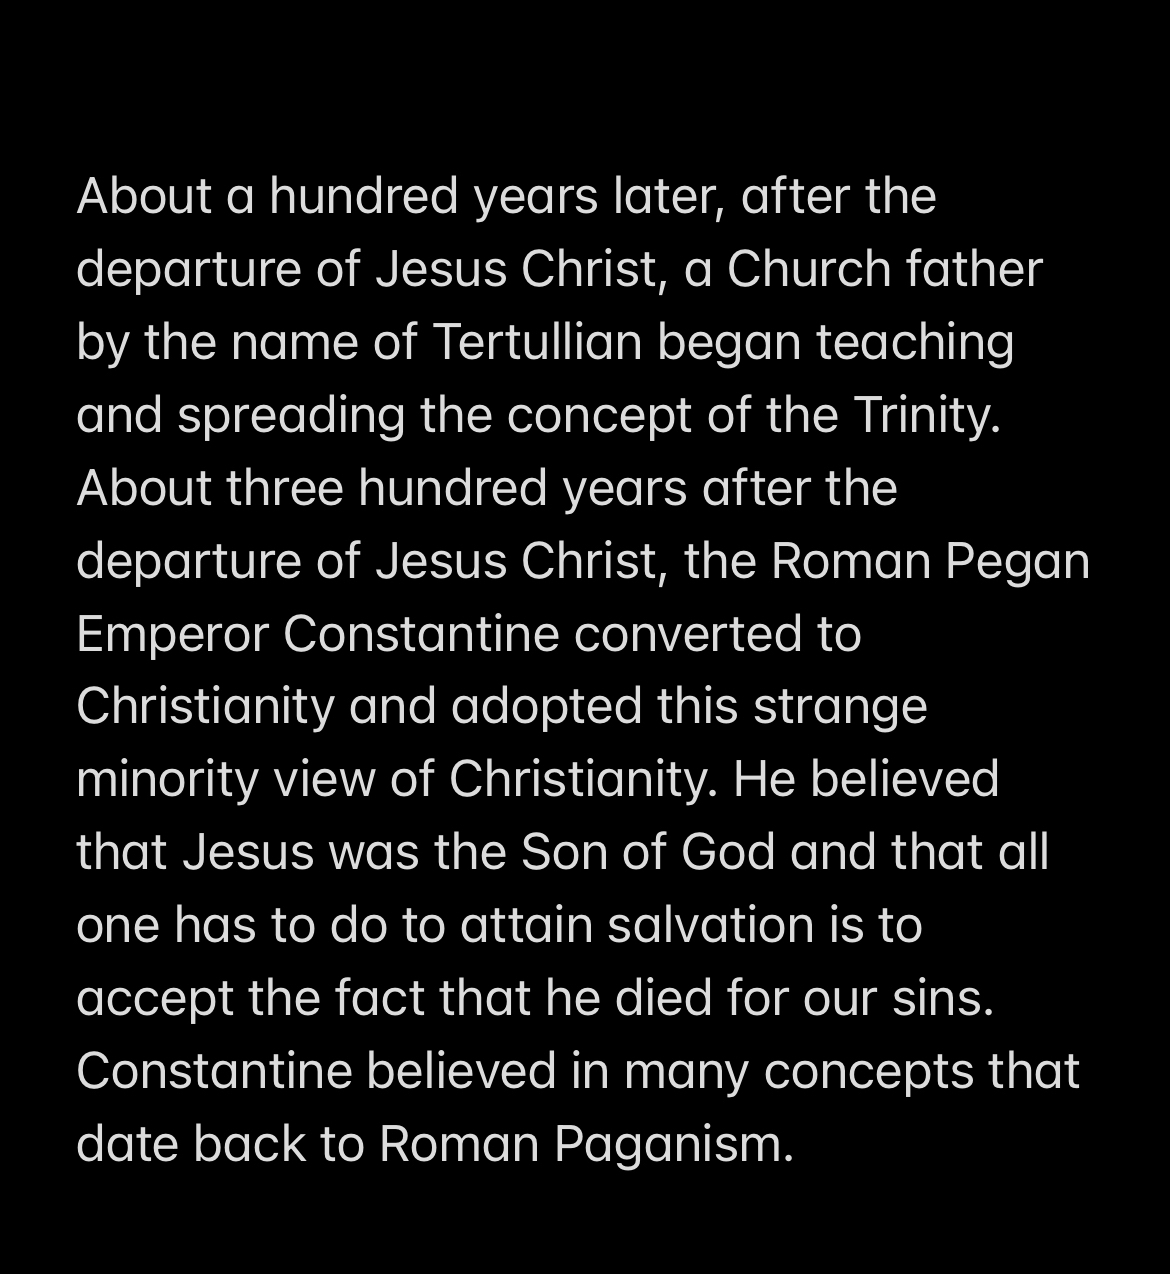 About a hundred years later, after the
departure of Jesus Christ, a Church father
by the name of Tertullian began teaching
and spreading the concept of the Trinity.
About three hundred years after the
departure of Jesus Christ, the Roman Pegan
Emperor Constantine converted to
Christianity and adopted this strange
minority view of Christianity. He believed
that Jesus was the Son of God and that all
one has to do to attain salvation is to
accept the fact that he died for our sins.
Constantine believed in many concepts that
date back to Roman Paganism.